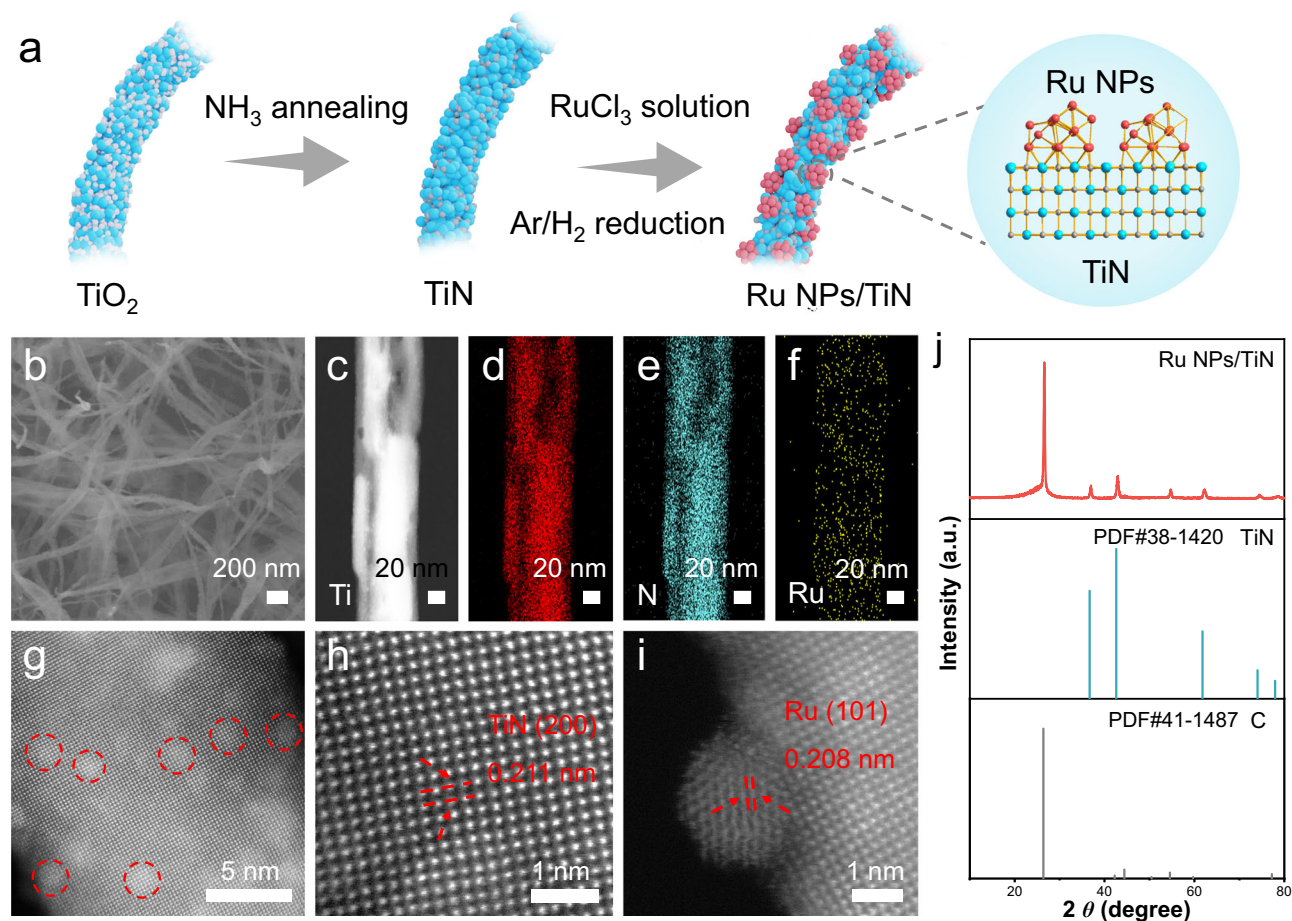 a
NH₃ annealing
RuCl₃ solution
Ar/H₂ reduction
Ru NPs
TiN
TiO₂
TiN
Ru NPs/TiN
b
200 nm
c
20 nm
Ti
d
20 nm
e
20 nm
N
f
20 nm
Ru
g
5 nm
h
TiN (200)
0.211 nm
1 nm
i
Ru (101)
0.208 nm
1 nm
j
Ru NPs/TiN
PDF#38-1420 TiN
PDF#41-1487 C
Intensity (a.u.)
20 40 60 80
2 θ (degree)